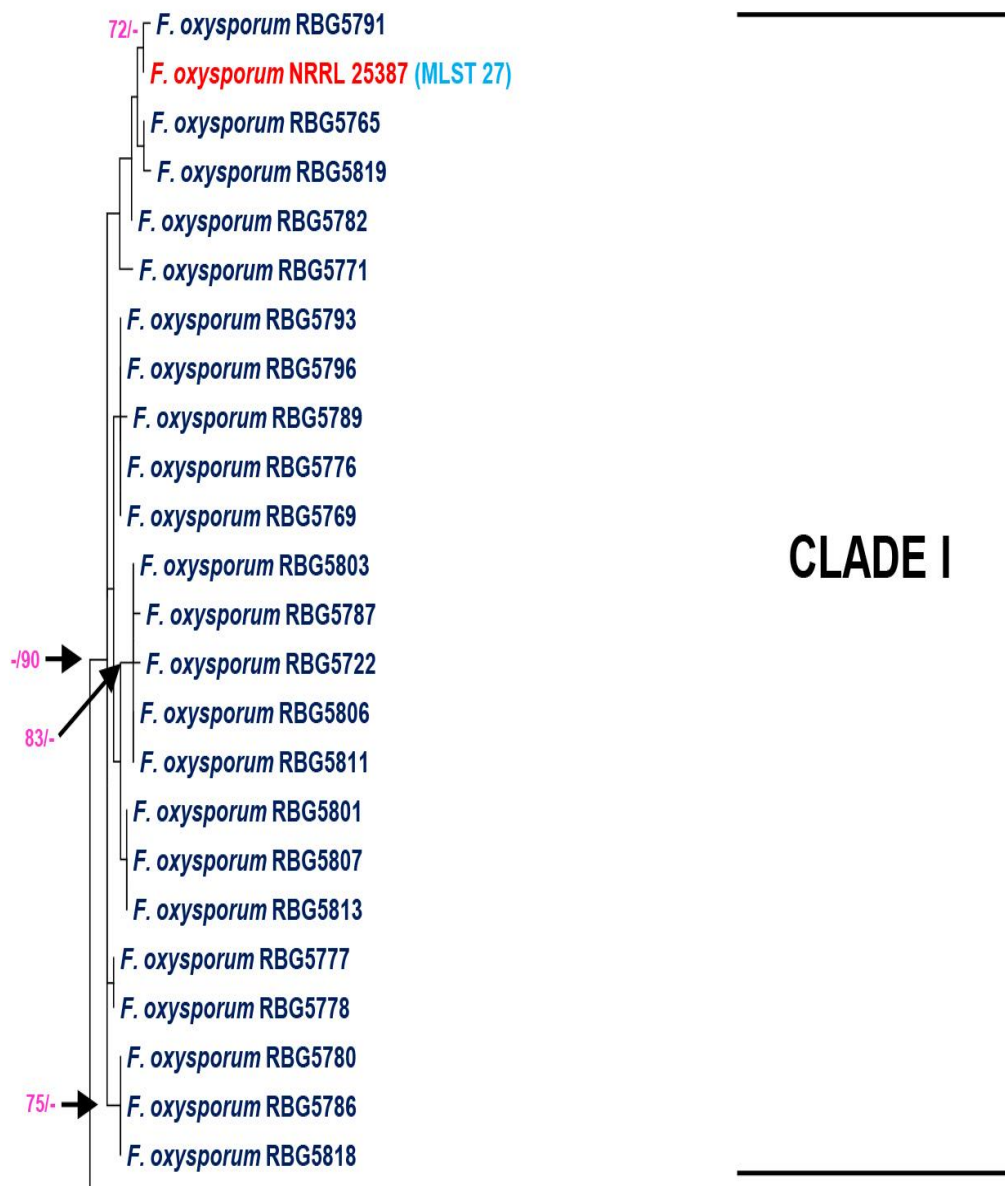 72/-
F. oxysporum RBG5791
F. oxysporum NRRL 25387 (MLST 27)
F. oxysporum RBG5765
F. oxysporum RBG5819
F. oxysporum RBG5782
F. oxysporum RBG5771
F. oxysporum RBG5793
F. oxysporum RBG5796
F. oxysporum RBG5789
F. oxysporum RBG5776
F. oxysporum RBG5769
CLADE I
F. oxysporum RBG5803
F. oxysporum RBG5787
-/90
F. oxysporum RBG5722
F. oxysporum RBG5806
83/-
F. oxysporum RBG5811
F. oxysporum RBG5801
F. oxysporum RBG5807
F. oxysporum RBG5813
F. oxysporum RBG5777
F. oxysporum RBG5778
F. oxysporum RBG5780
75/-
F. oxysporum RBG5786
F. oxysporum RBG5818